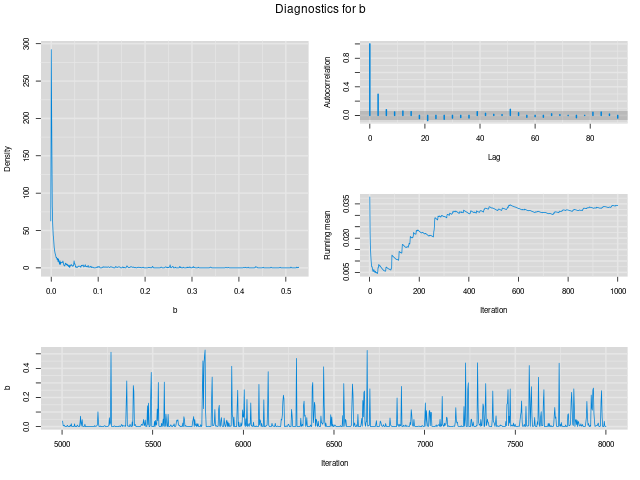 Diagnostics for b
Density
0 50 100 150 200 250 300
0.0 0.1 0.2 0.3 0.4 0.5
b
Autocorrelation
0.0 0.4 0.8
0 20 40 60 80
Lag
Running mean
0.005 0.020 0.035
0 200 400 600 800 1000
Iteration
b
0.0 0.2 0.4
5000 5500 6000 6500 7000 7500 8000
Iteration